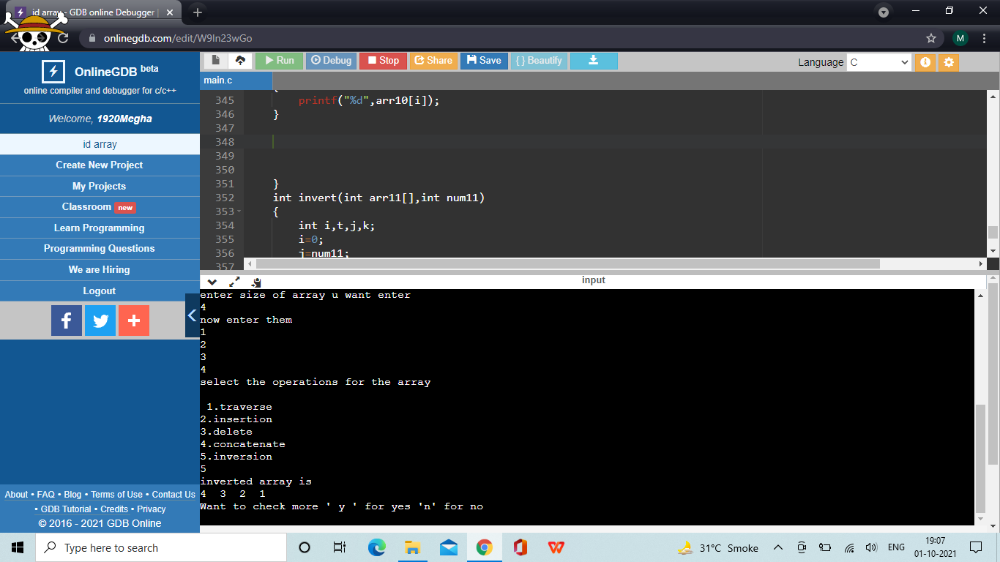 id array - GDB online Debugger |
onlinegdb.com/edit/W9In23wGo
M
OnlineGDB beta
online compiler and debugger for c/c++
Welcome, 1920Megha
id array
Create New Project
My Projects
Classroom new
Learn Programming
Programming Questions
We are Hiring
Logout
About • FAQ • Blog • Terms of Use • Contact Us
• GDB Tutorial • Credits • Privacy
© 2016 - 2021 GDB Online
Run Debug Stop Share Save { } Beautify Language C
main.c
{
345 printf("%d",arr10[i]);
346 }
347
348
349
350
351 }
352 int invert(int arr11[],int num11)
353 {
354 int i,t,j,k;
355 i=0;
356 j=num11;
357
input
enter size of array u want enter
4
now enter them
1
2
3
4
select the operations for the array
1.traverse
2.insertion
3.delete
4.concatenate
5.inversion
5
inverted array is
4 3 2 1
Want to check more ' y ' for yes 'n' for no
Type here to search
31°C Smoke
ENG
19:07
01-10-2021